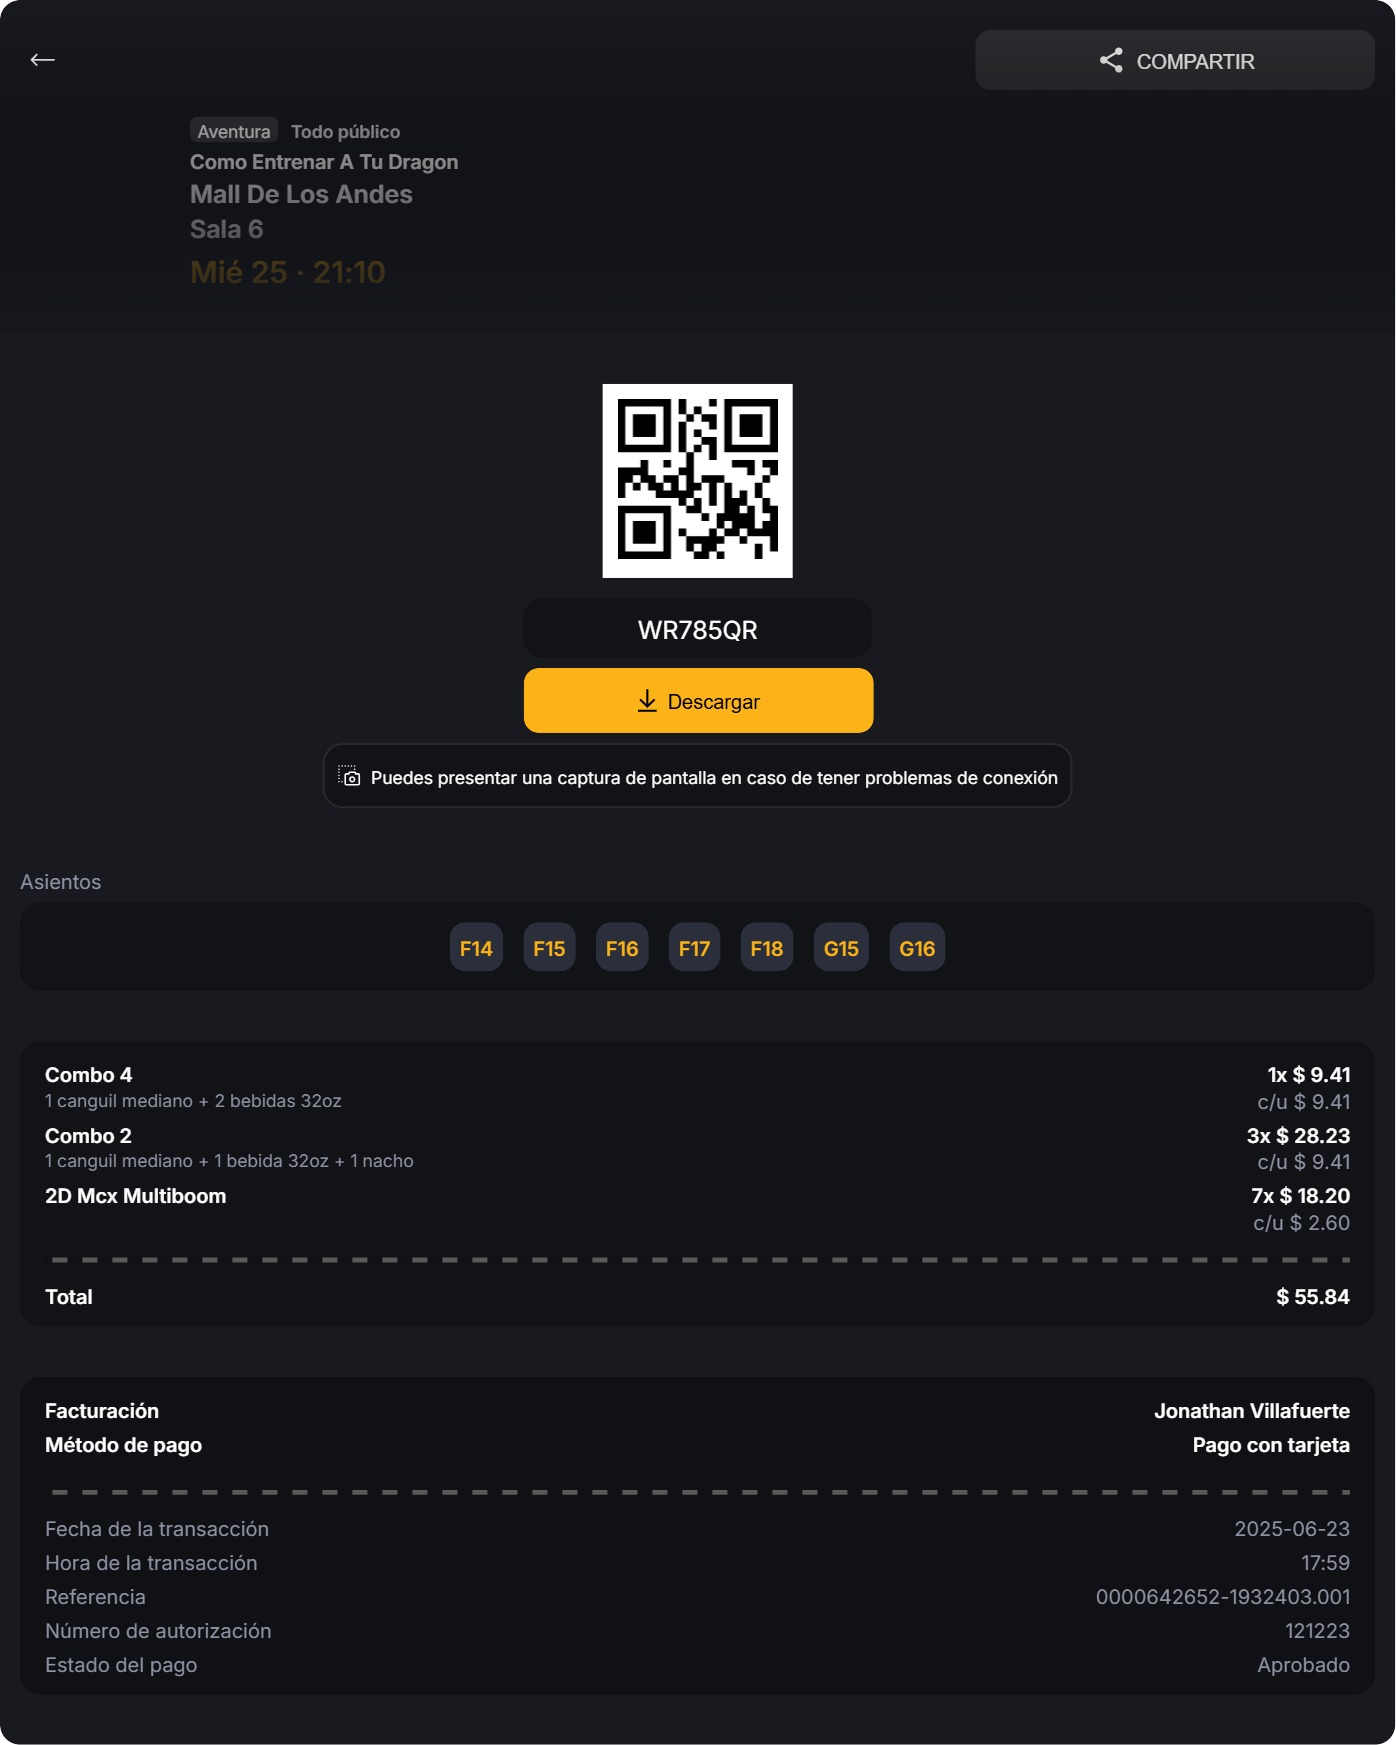 COMPARTIR
Aventura Todo público
Como Entrenar A Tu Dragon
Mall De Los Andes
Sala 6
Mié 25 · 21:10
WR785QR
Descargar
Puedes presentar una captura de pantalla en caso de tener problemas de conexión
Asientos
F14 F15 F16 F17 F18 G15 G16
Combo 4 1x $ 9.41
1 canguil mediano + 2 bebidas 32oz c/u $ 9.41
Combo 2 3x $ 28.23
1 canguil mediano + 1 bebida 32oz + 1 nacho c/u $ 9.41
2D Mcx Multiboom 7x $ 18.20
c/u $ 2.60
Total $ 55.84
Facturación Jonathan Villafuerte
Método de pago Pago con tarjeta
Fecha de la transacción 2025-06-23
Hora de la transacción 17:59
Referencia 0000642652-1932403.001
Número de autorización 121223
Estado del pago Aprobado